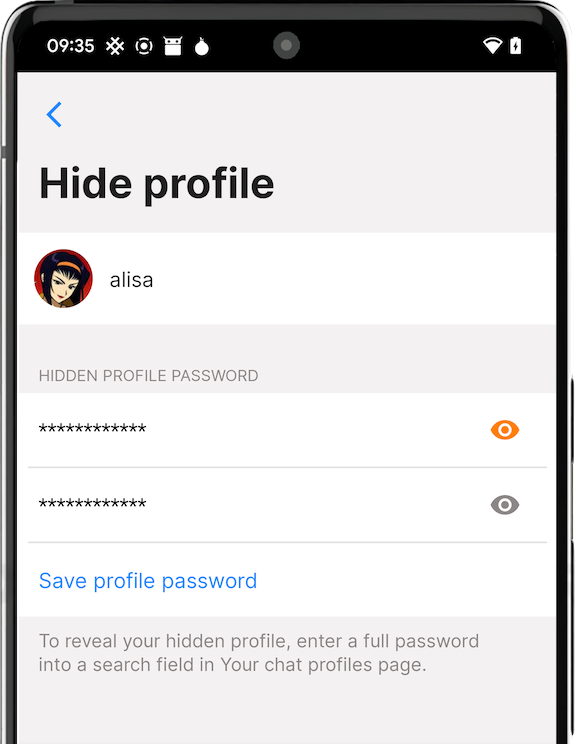 09:35
Hide profile
alisa
HIDDEN PROFILE PASSWORD
************
************
Save profile password
To reveal your hidden profile, enter a full password
into a search field in Your chat profiles page.